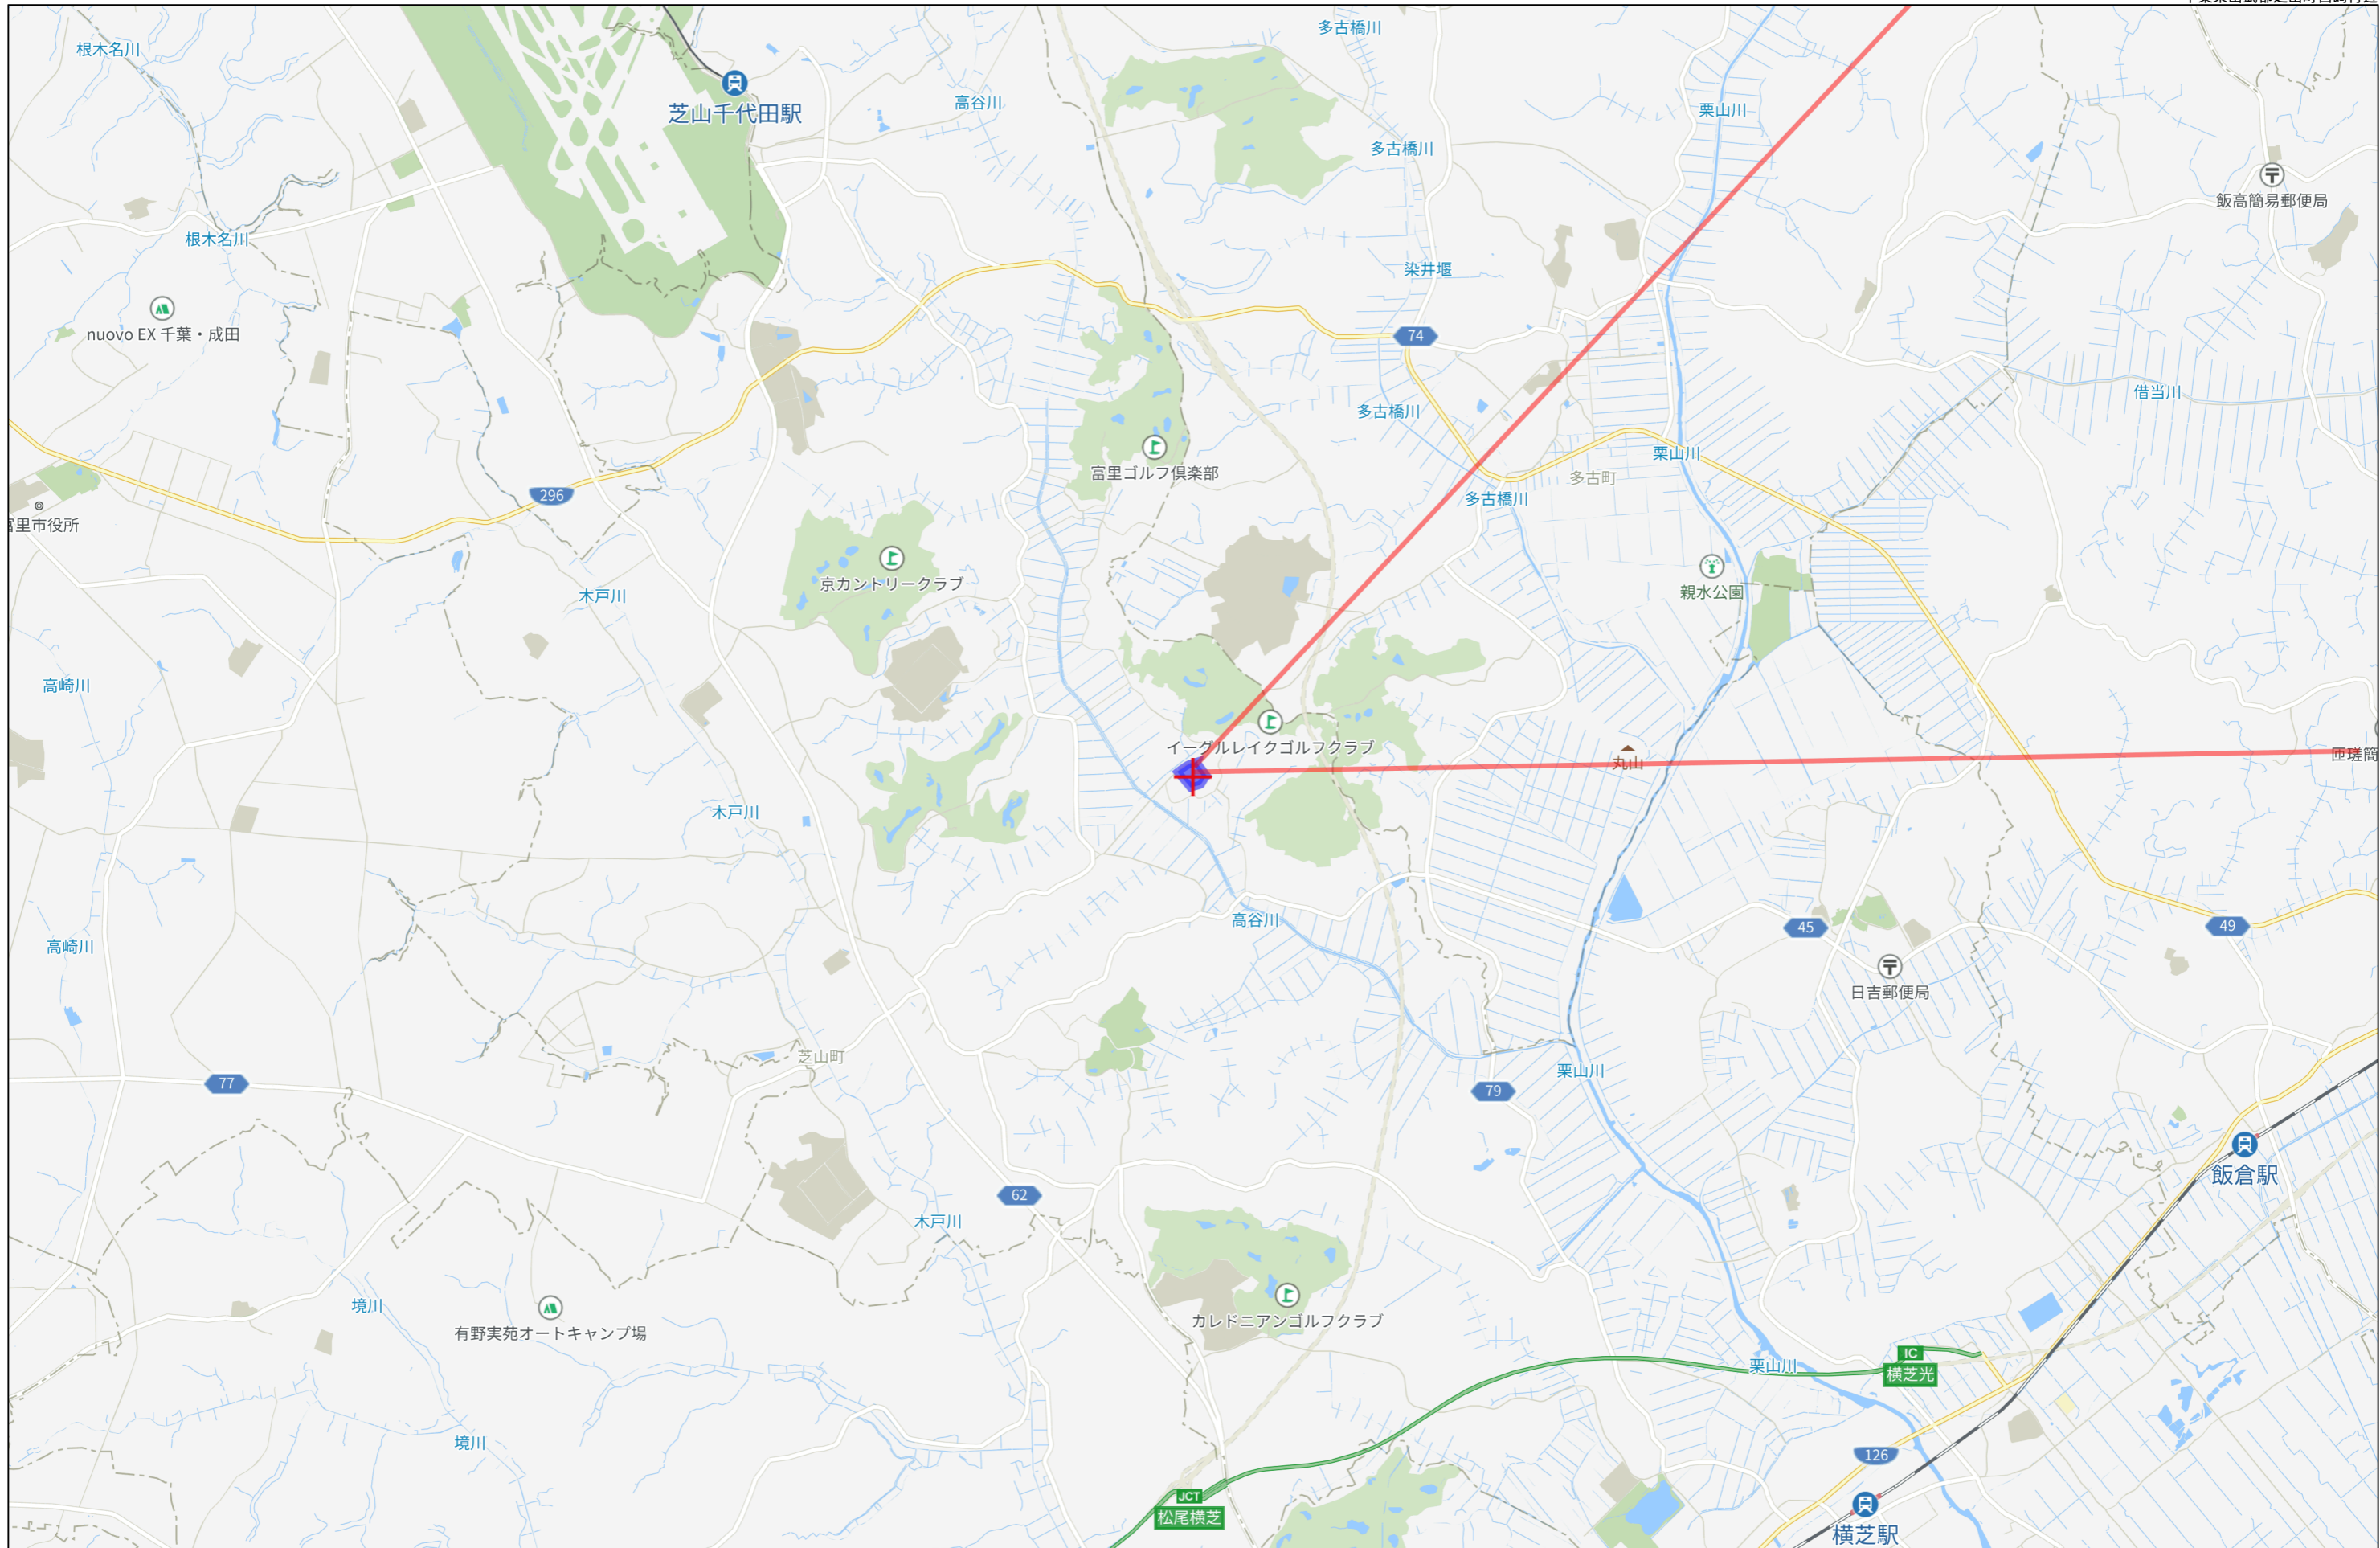 多古橋川
根木名川
芝山千代田駅
高谷川
栗山川
多古橋川
飯高簡易郵便局
根木名川
染井堰
nuovo EX 千葉・成田
74
借当川
多古橋川
栗山川
富里ゴルフ倶楽部
多古町
296
多古橋川
里市役所
京カントリークラブ
親水公園
木戸川
高崎川
イーグルレイクゴルフクラブ
丸山
匝瑳簡
木戸川
高谷川
45
49
高崎川
日吉郵便局
芝山町
栗山川
77
79
飯倉駅
62
木戸川
境川
カレドニアンゴルフクラブ
有野実苑オートキャンプ場
IC
横芝光
栗山川
境川
126
JCT
松尾横芝
横芝駅